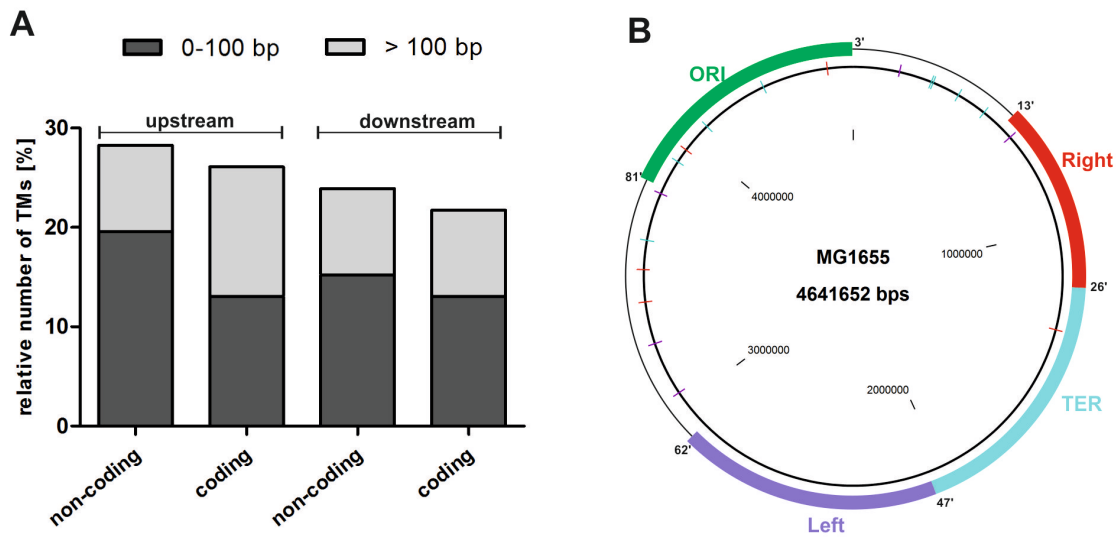 A
0-100 bp
> 100 bp
relative number of TMs [%]
30
20
10
0
upstream
downstream
non-coding
coding
non-coding
coding
B
3'
ORI
13'
Right
81'
4000000
1000000
MG1655
4641652 bps
26'
3000000
2000000
TER
62'
47'
Left